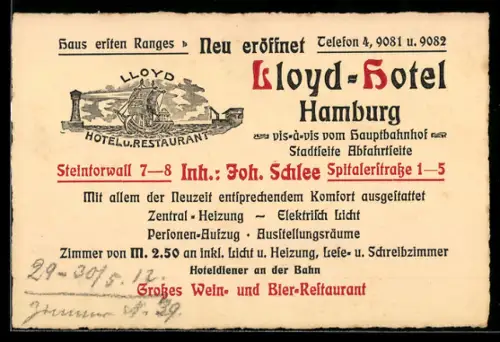 Haus ersten Ranges » Neu eröffnet Telefon 4, 9081 u. 9082
LLOYD
HOTEL u. RESTAURANT
Lloyd-Hotel
Hamburg
vis-à-vis vom Hauptbahnhof
Stadtseite Abfahrtseite
Steintorwall 7—8 Inh.: Joh. Schlee Spitalerstraße 1—5
Mit allem der Neuzeit entsprechendem Komfort ausgestattet
Zentral-Heizung — Elektrisch Licht
Personen-Aufzug · Ausstellungsräume
Zimmer von M. 2.50 an inkl. Licht u. Heizung, Lese- u. Schreibzimmer
Hoteldiener an der Bahn
Großes Wein- und Bier-Restaurant
29-30/5.12.
Zimmer N. 29.